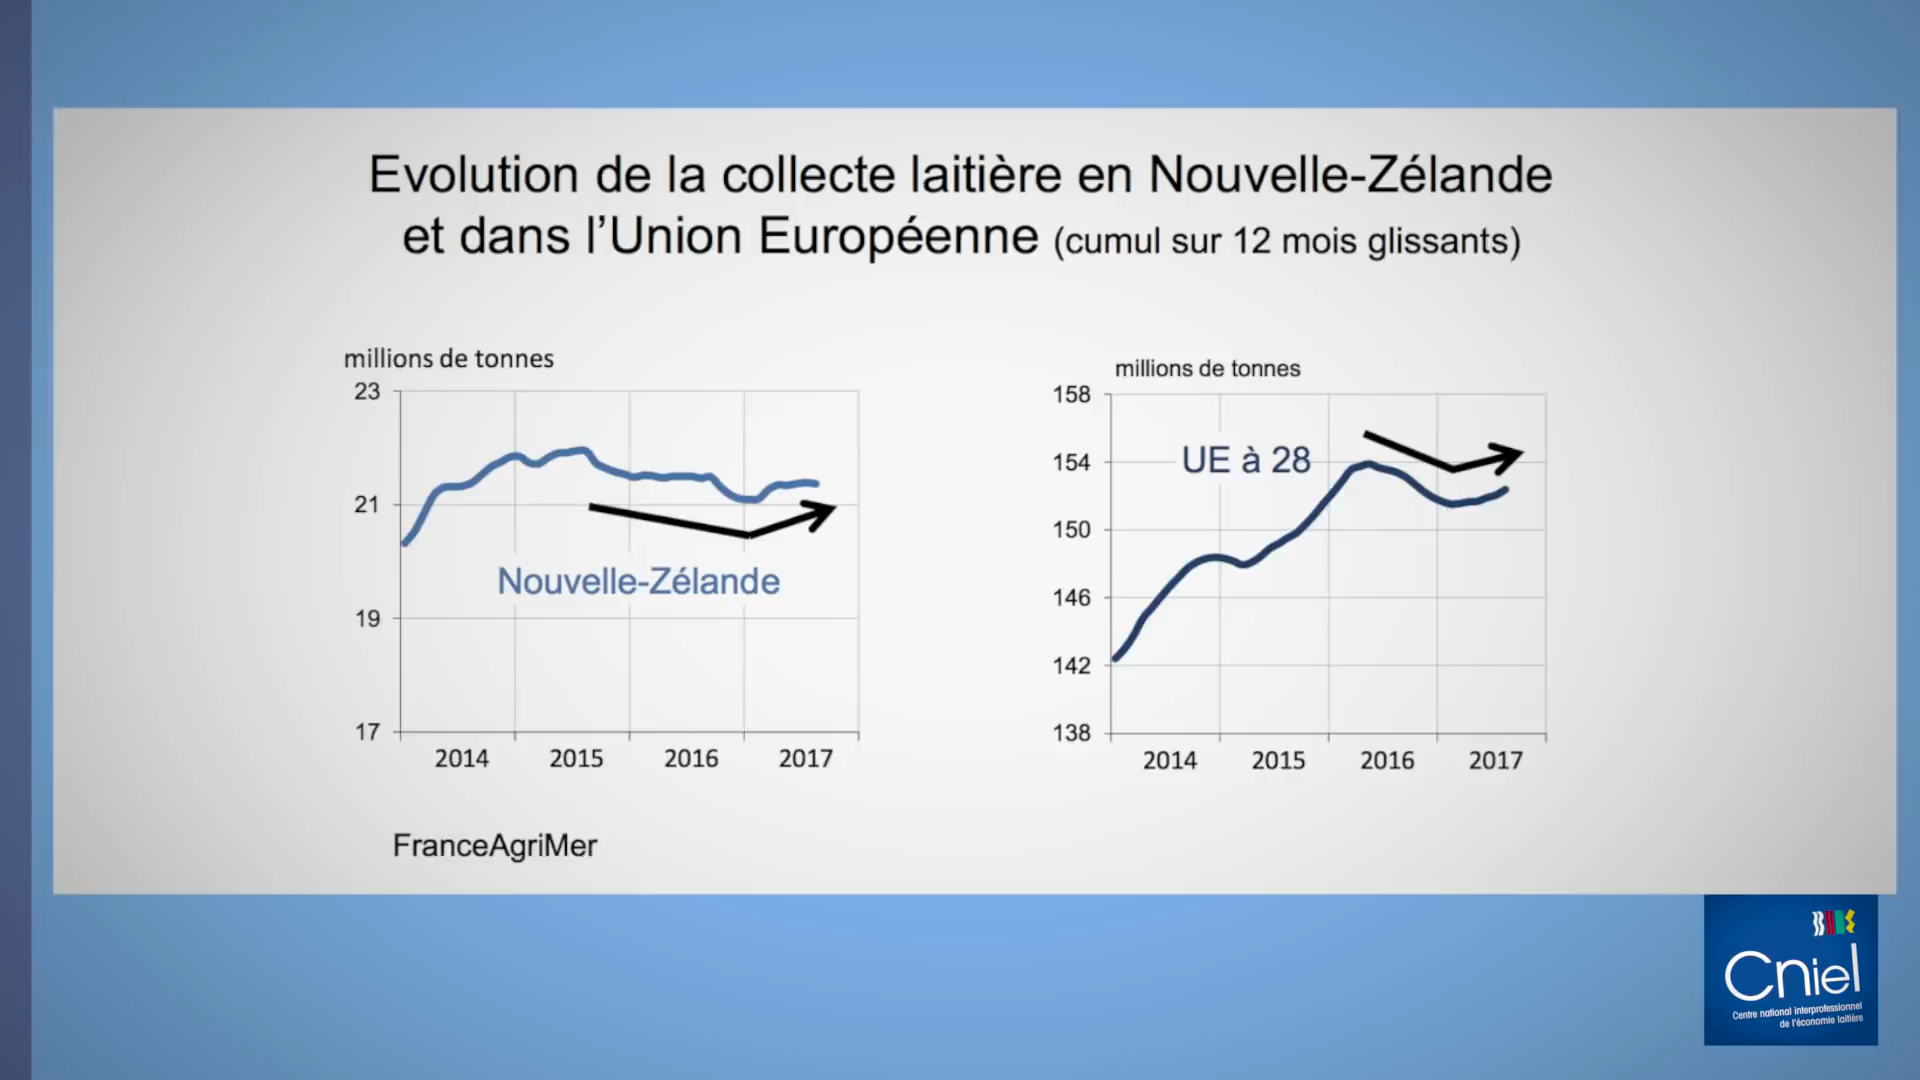 Evolution de la collecte laitière en Nouvelle-Zélande
et dans l'Union Européenne (cumul sur 12 mois glissants)
millions de tonnes
23
21
19
17
Nouvelle-Zélande
2014 2015 2016 2017
millions de tonnes
158
154
150
146
142
138
UE à 28
2014 2015 2016 2017
FranceAgriMer
Cniel
Centre national interprofessionnel
de l'économie laitière